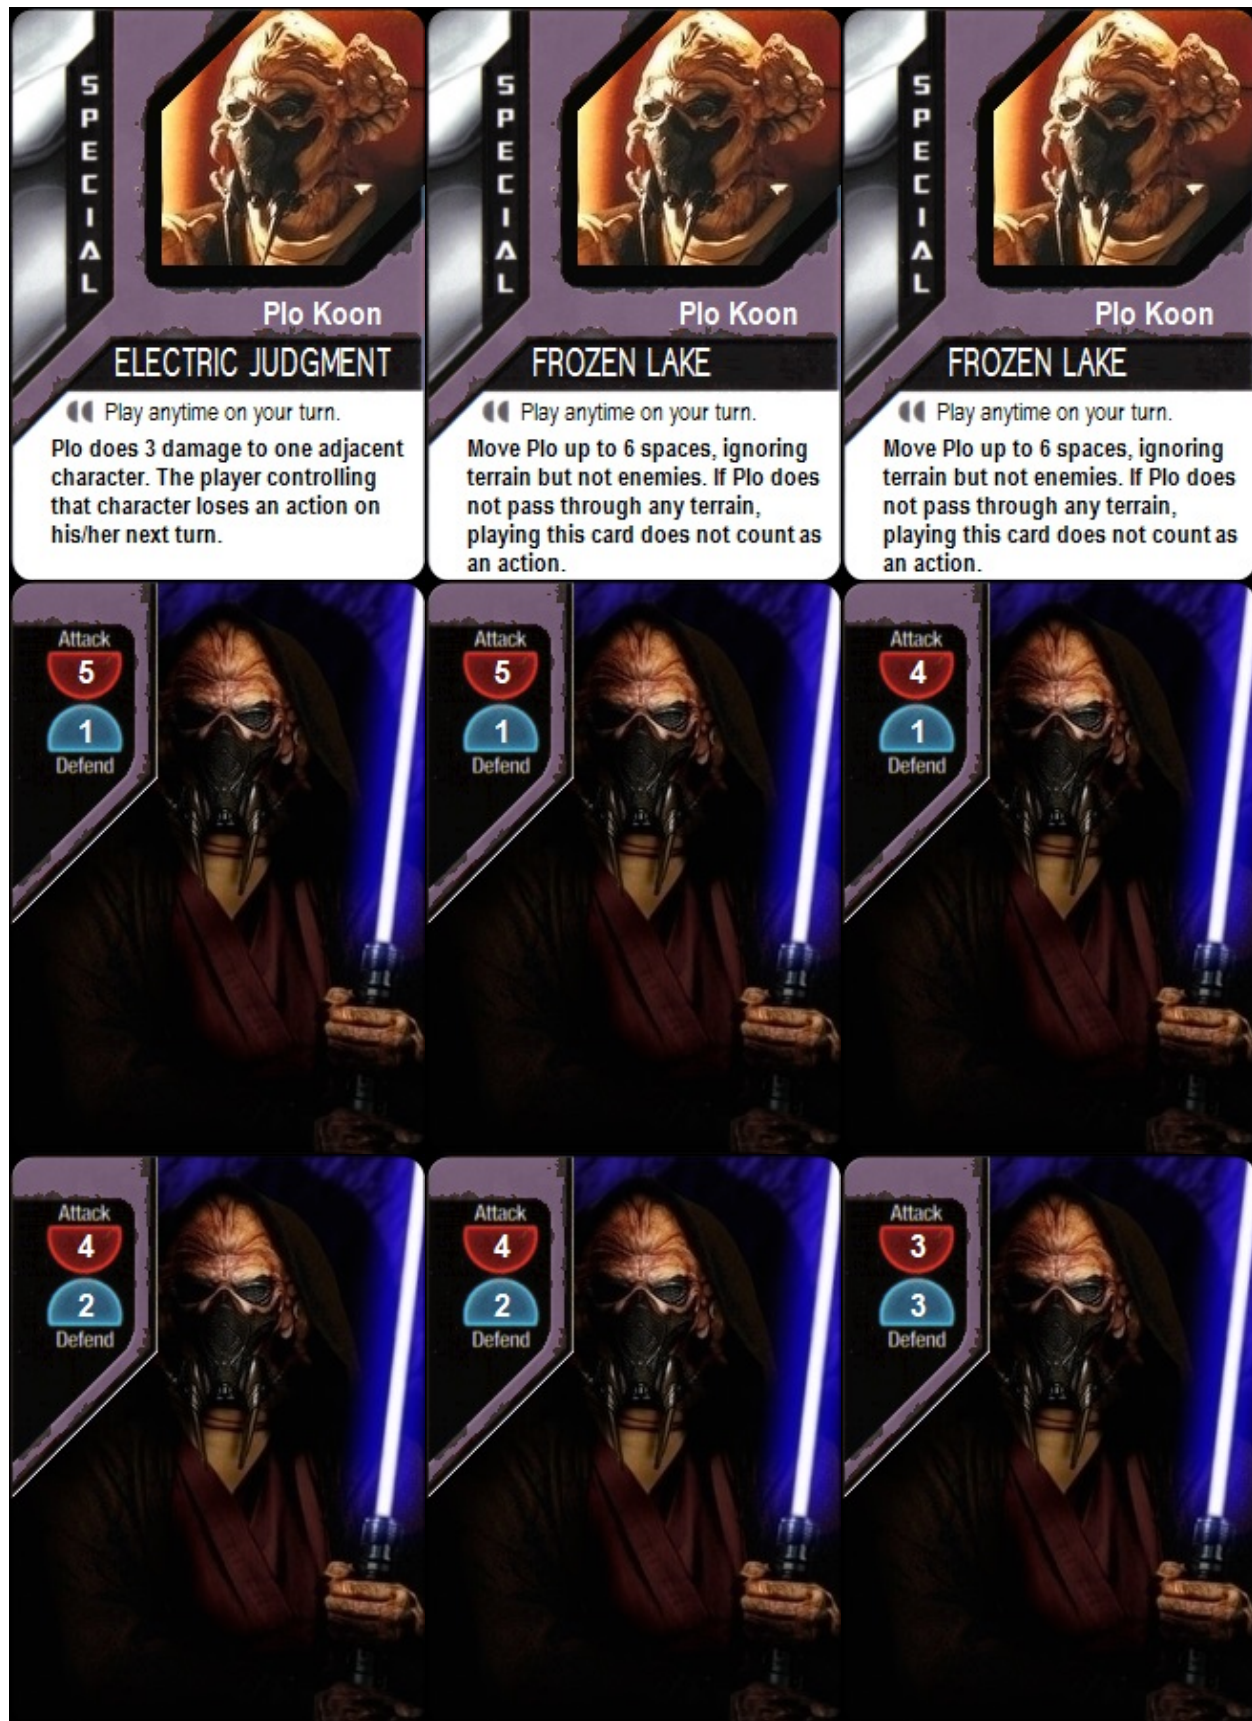 SPECIAL
Plo Koon
ELECTRIC JUDGMENT
Play anytime on your turn.
Plo does 3 damage to one adjacent
character. The player controlling
that character loses an action on
his/her next turn.
SPECIAL
Plo Koon
FROZEN LAKE
Play anytime on your turn.
Move Plo up to 6 spaces, ignoring
terrain but not enemies. If Plo does
not pass through any terrain,
playing this card does not count as
an action.
SPECIAL
Plo Koon
FROZEN LAKE
Play anytime on your turn.
Move Plo up to 6 spaces, ignoring
terrain but not enemies. If Plo does
not pass through any terrain,
playing this card does not count as
an action.
Attack
5
1
Defend
Attack
5
1
Defend
Attack
4
1
Defend
Attack
4
2
Defend
Attack
4
2
Defend
Attack
3
3
Defend